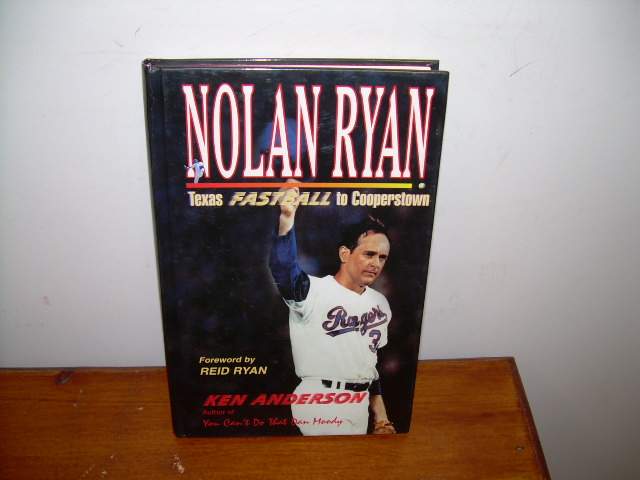 NOLAN RYAN
Texas FASTBALL to Cooperstown
Rangers
3
Foreword by
REID RYAN
KEN ANDERSON
Author of
You Can't Do That Dan Moody